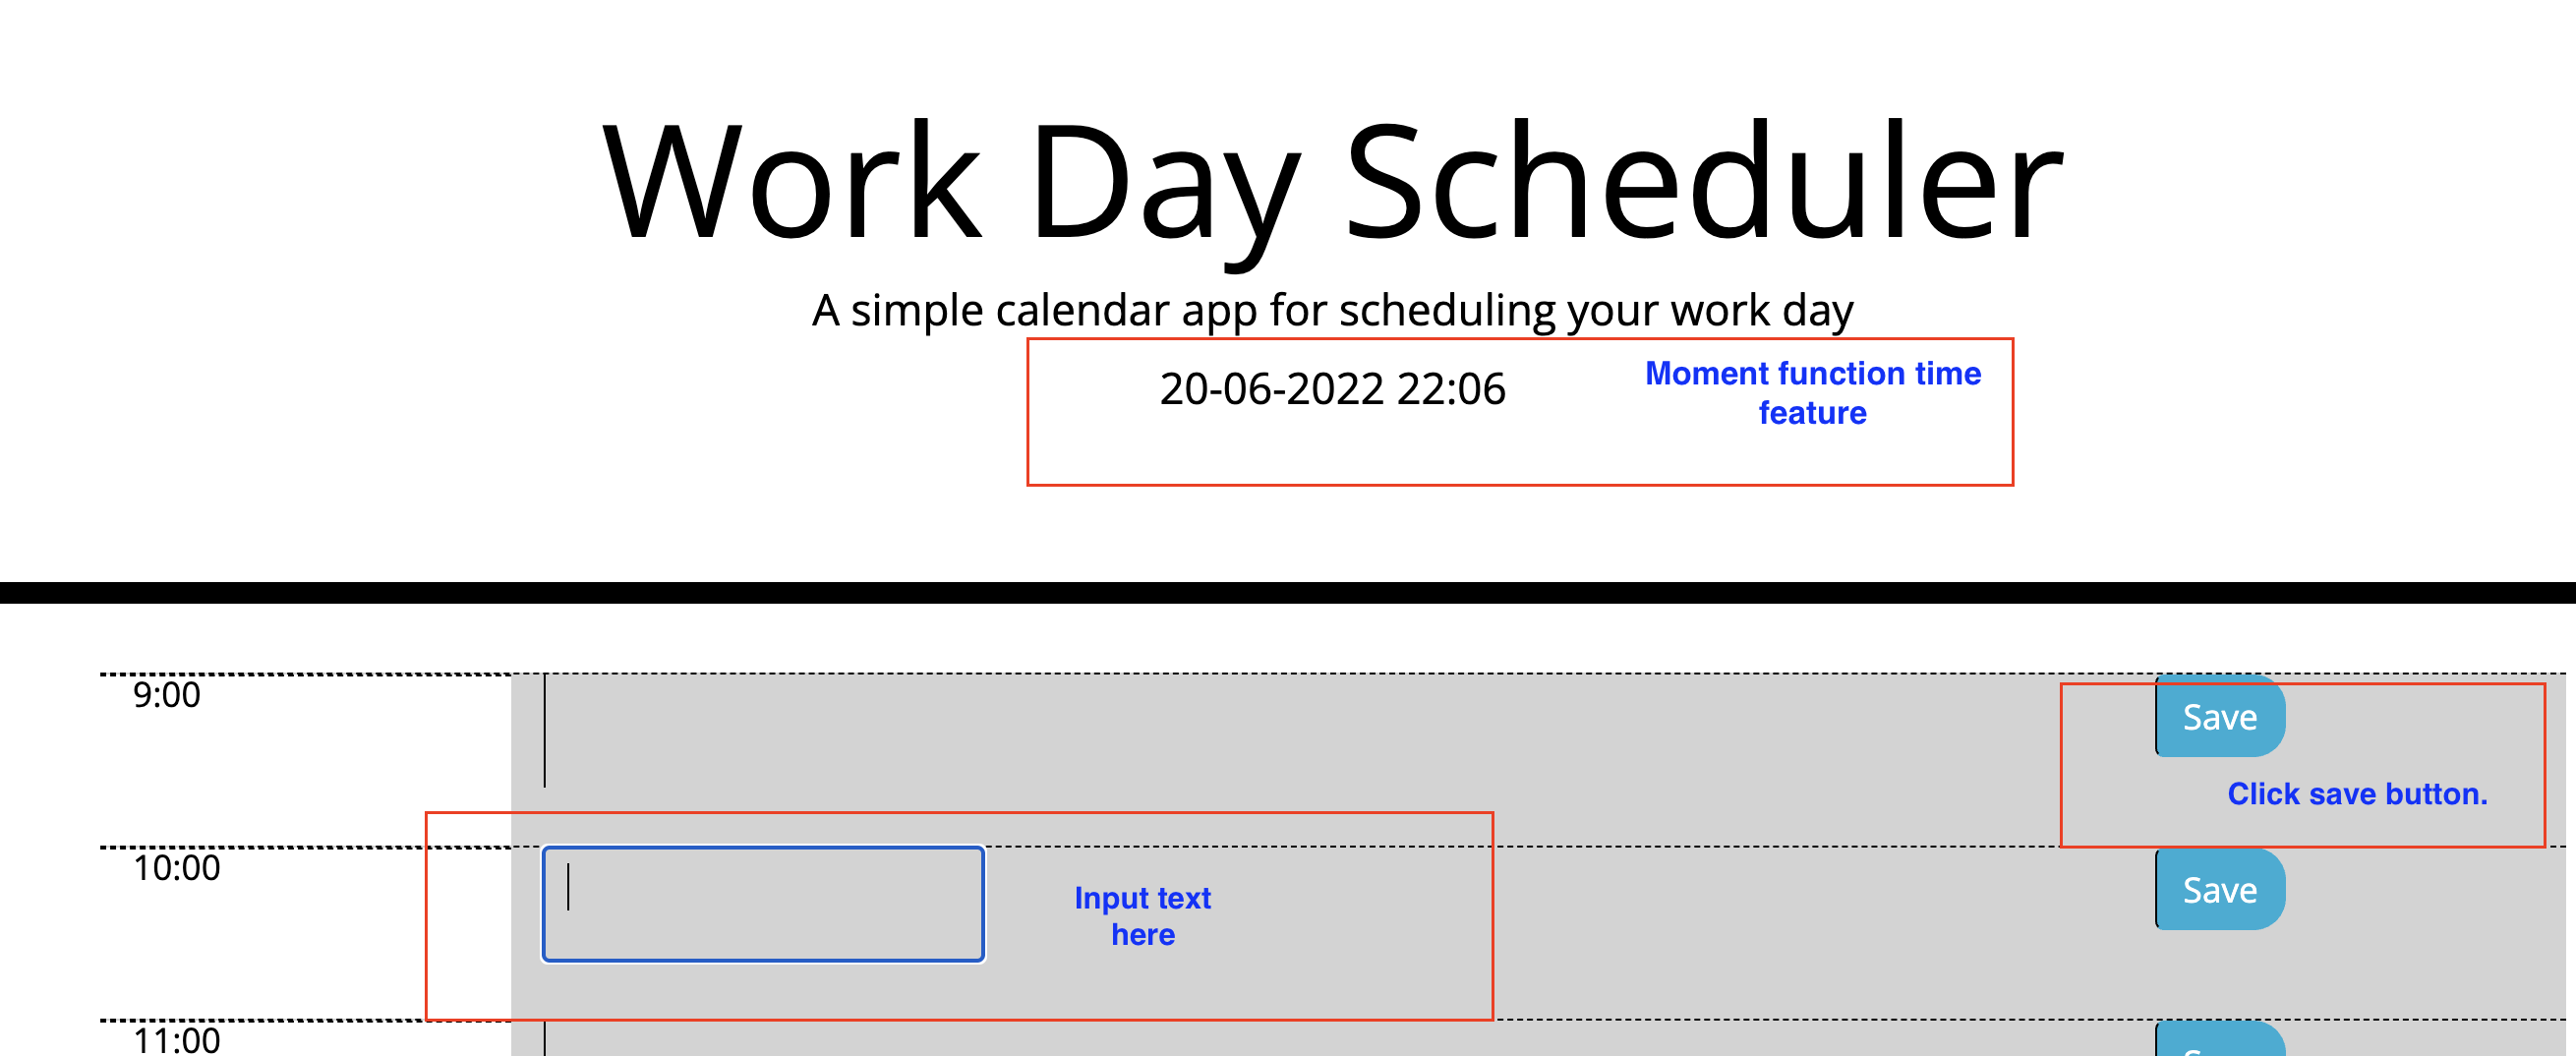 Work Day Scheduler
A simple calendar app for scheduling your work day
20-06-2022 22:06
Moment function time
feature
9:00
Save
Click save button.
10:00
Input text
here
Save
11:00